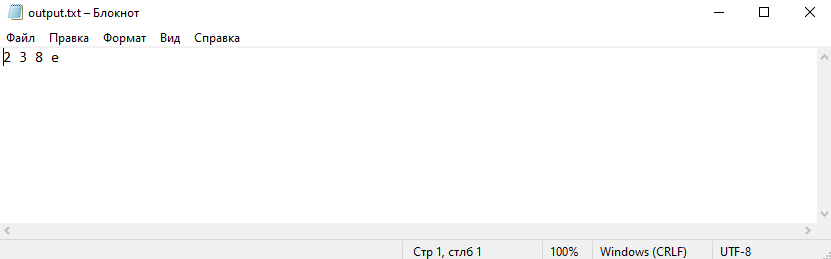 output.txt – Блокнот
Файл Правка Формат Вид Справка
2 3 8 e
Стр 1, стлб 1 100% Windows (CRLF) UTF-8